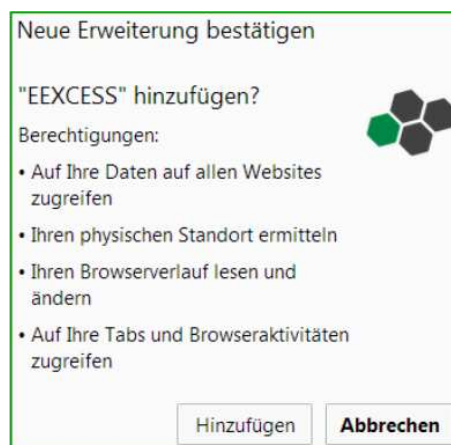 Neue Erweiterung bestätigen
"EEXCESS" hinzufügen?
Berechtigungen:
• Auf Ihre Daten auf allen Websites
zugreifen
• Ihren physischen Standort ermitteln
• Ihren Browserverlauf lesen und
ändern
• Auf Ihre Tabs und Browseraktivitäten
zugreifen
Hinzufügen Abbrechen